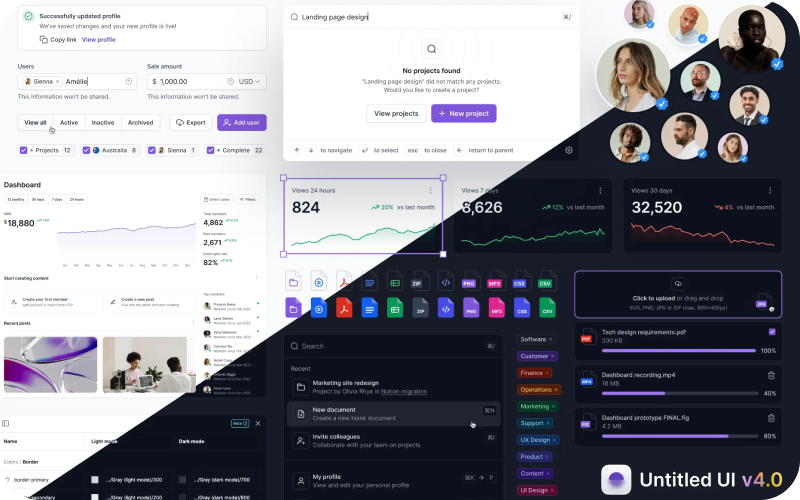 Successfully updated profile
We've saved changes and your new profile is live!
Copy link View profile
Users
Sienna × Amélie
This information won't be shared.
Sale amount
$ 1,000.00 USD
This information won't be shared.
View all Active Inactive Archived
Export Add user
Projects 12 Australia 8 Sienna 1 Complete 22
Landing page design ⌘/
No projects found
"Landing page design" did not match any projects.
Would you like to create a project?
View projects + New project
↑ ↓ to navigate ↵ to select esc to close ← return to parent
Dashboard
12 months 30 days 7 days 24 hours
Select dates Filters
MRR
$18,880
Total members
4,862
Paid members
2,671
Email open rate
82%
Start creating content
Create your first member
Create a new post
Recent posts
Top members
Views 24 hours
824 20% vs last month
Views 7 days
8,626 12% vs last month
Views 30 days
32,520 4% vs last month
ZIP PNG MP3 CSS CSV
ZIP PNG MP3 CSS CSV
Click to upload or drag and drop
SVG, PNG, JPG or GIF (max. 800×400px)
JPG
PDF Tech design requirements.pdf
200 KB
100%
MP4 Dashboard recording.mp4
16 MB
40%
FIG Dashboard prototype FINAL.fig
4.2 MB
80%
Search ⌘/
Recent
Marketing site redesign
Project by Olivia Rhye in Notion migration
New document ⌘N
Create a new blank document
Invite colleagues ⌘I
Collaborate with your team on projects
My profile ⌘K → P
View and edit your personal profile
Software ×
Customer ×
Finance ×
Operations ×
Marketing ×
Support ×
UX Design ×
Product ×
Content ×
UI Design ×
Name Light mode Dark mode
Colors / Border
border-primary .../Gray (light mode)/300 .../Gray (dark mode)/700
.../Gray (light mode)/200 .../Gray (dark mode)/800
Untitled UI v4.0